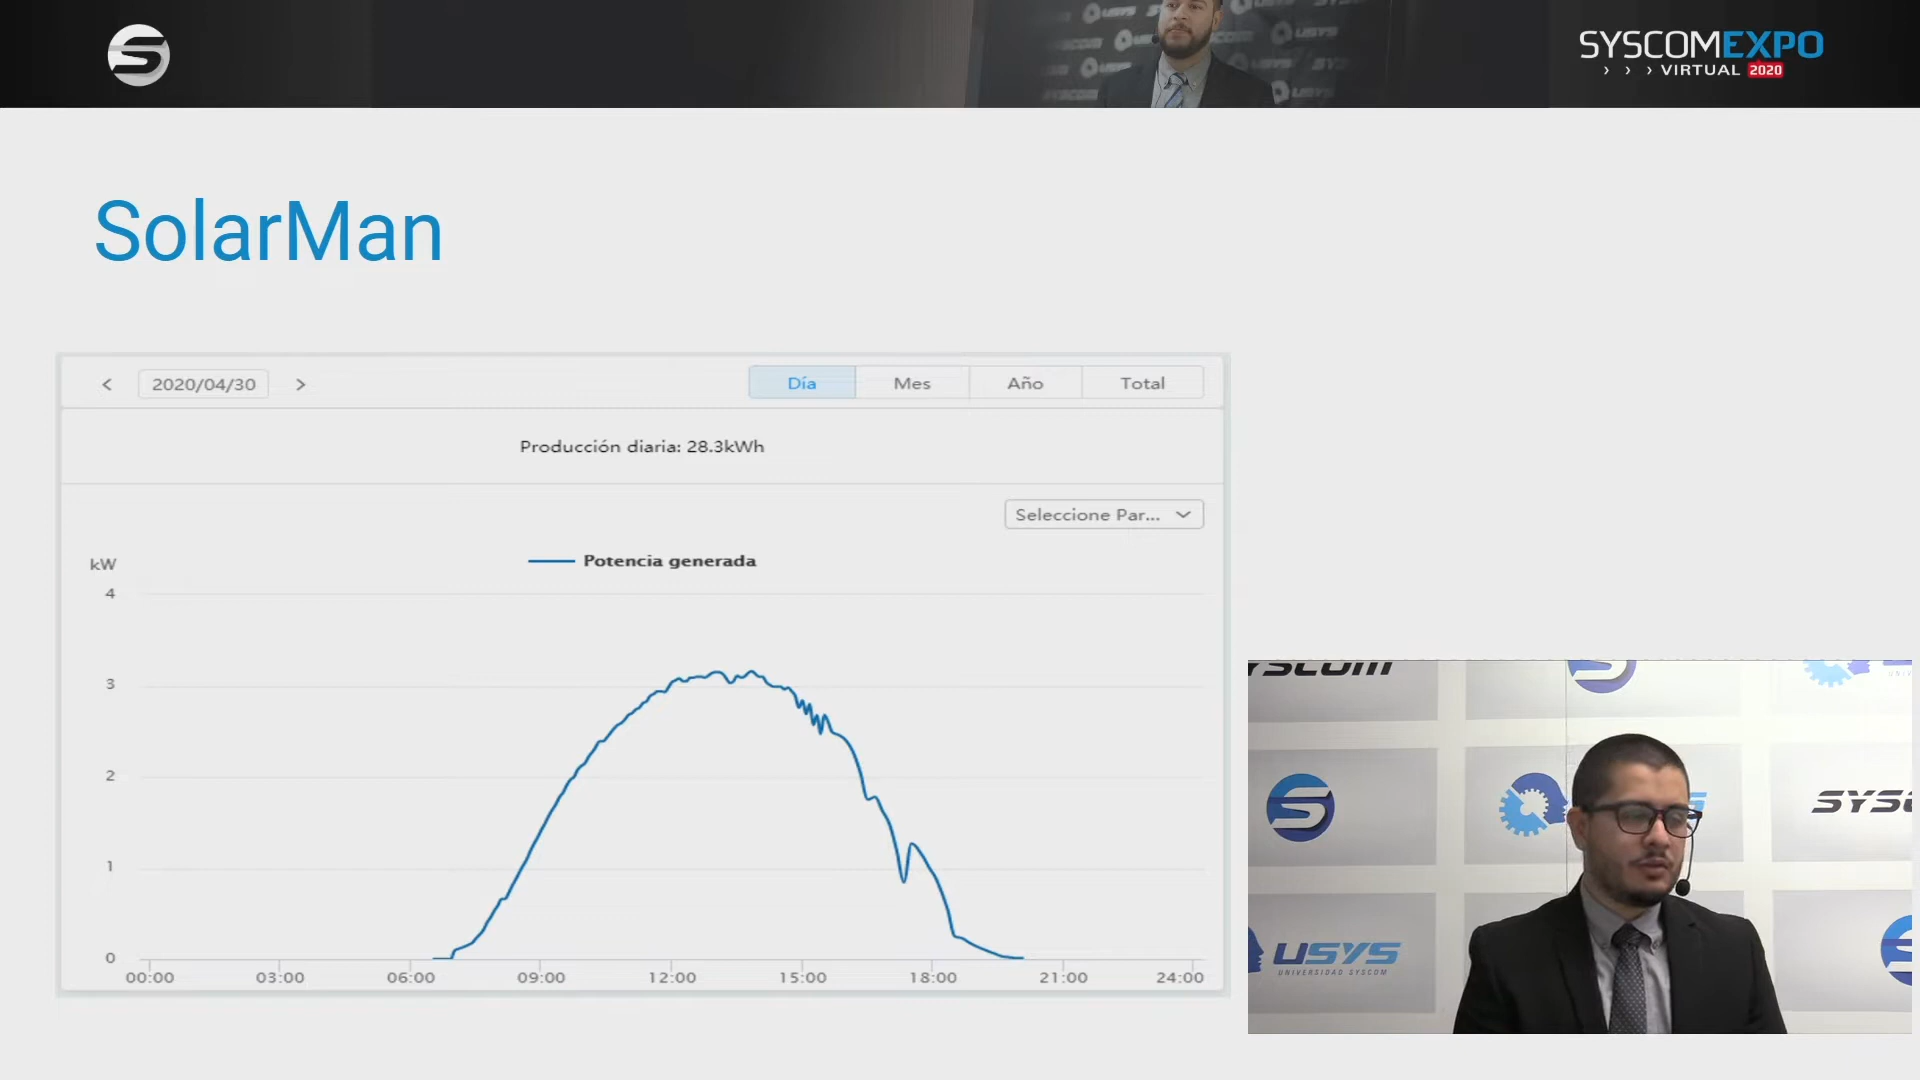 SYSCOMEXPO
› › › VIRTUAL 2020
SolarMan
< 2020/04/30 >
Día Mes Año Total
Producción diaria: 28.3kWh
Seleccione Par...
kW
Potencia generada
4
3
2
1
0
00:00 03:00 06:00 09:00 12:00 15:00 18:00 21:00 24:00
USYS
UNIVERSIDAD SYSCOM